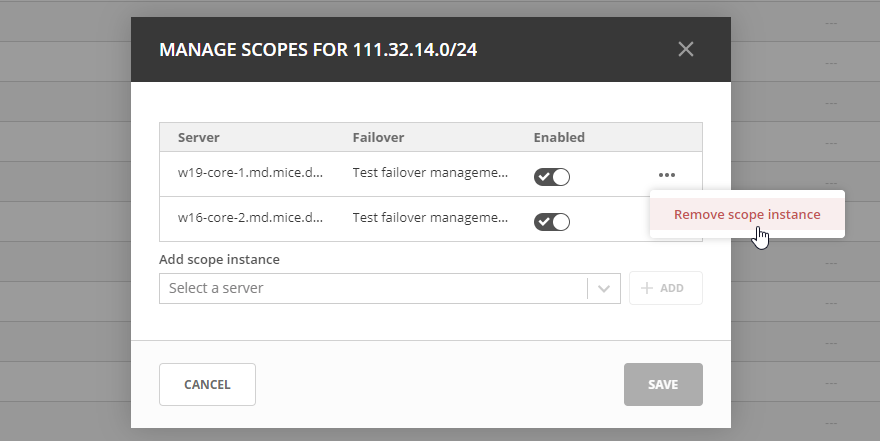 MANAGE SCOPES FOR 111.32.14.0/24
Server Failover Enabled
w19-core-1.md.mice.d... Test failover manageme...
w16-core-2.md.mice.d... Test failover manageme...
Remove scope instance
Add scope instance
Select a server
ADD
CANCEL
SAVE